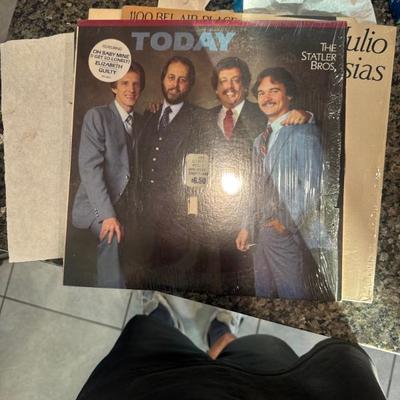 1100 BEL AIR PLACE
TODAY
THE
STATLER
BROS.
FEATURING
OH BABY MINE
(I GET SO LONELY)
ELIZABETH
GUILTY
$6.50
ulio
sias